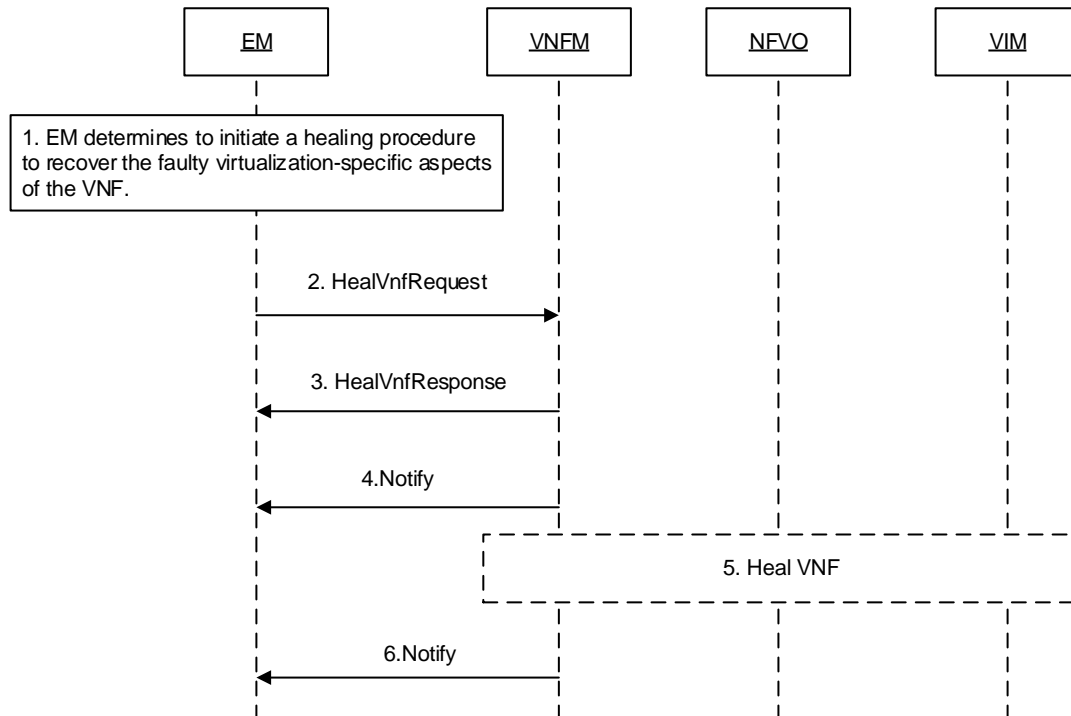 EM
VNFM
NFVO
VIM
1. EM determines to initiate a healing procedure
to recover the faulty virtualization-specific aspects
of the VNF.
2. HealVnfRequest
3. HealVnfResponse
4.Notify
5. Heal VNF
6.Notify